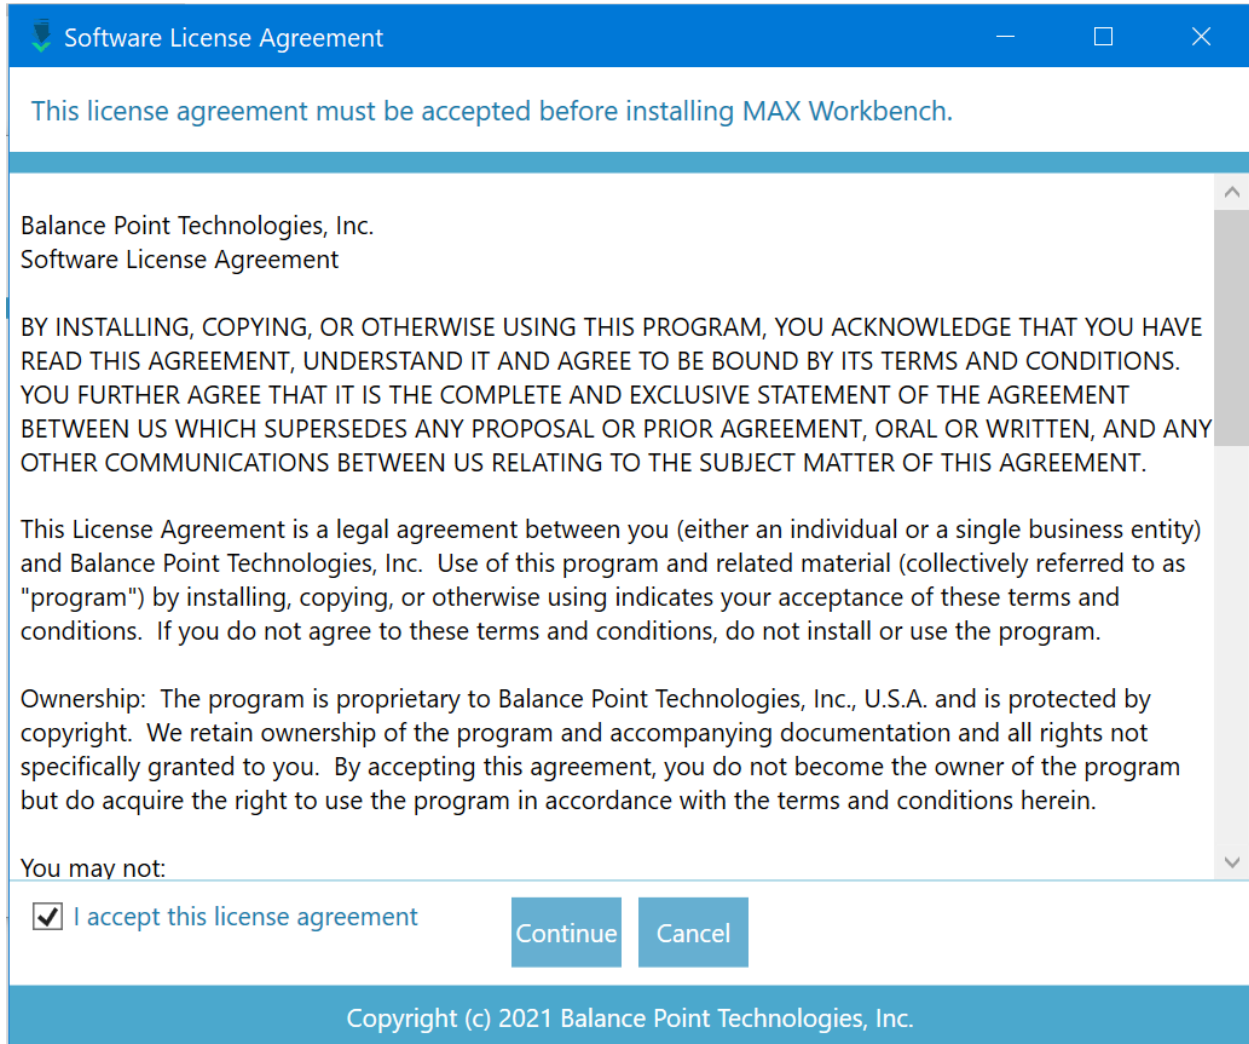 Software License Agreement
This license agreement must be accepted before installing MAX Workbench.
Balance Point Technologies, Inc.
Software License Agreement
BY INSTALLING, COPYING, OR OTHERWISE USING THIS PROGRAM, YOU ACKNOWLEDGE THAT YOU HAVE
READ THIS AGREEMENT, UNDERSTAND IT AND AGREE TO BE BOUND BY ITS TERMS AND CONDITIONS.
YOU FURTHER AGREE THAT IT IS THE COMPLETE AND EXCLUSIVE STATEMENT OF THE AGREEMENT
BETWEEN US WHICH SUPERSEDES ANY PROPOSAL OR PRIOR AGREEMENT, ORAL OR WRITTEN, AND ANY
OTHER COMMUNICATIONS BETWEEN US RELATING TO THE SUBJECT MATTER OF THIS AGREEMENT.
This License Agreement is a legal agreement between you (either an individual or a single business entity)
and Balance Point Technologies, Inc.  Use of this program and related material (collectively referred to as
"program") by installing, copying, or otherwise using indicates your acceptance of these terms and
conditions.  If you do not agree to these terms and conditions, do not install or use the program.
Ownership:  The program is proprietary to Balance Point Technologies, Inc., U.S.A. and is protected by
copyright.  We retain ownership of the program and accompanying documentation and all rights not
specifically granted to you.  By accepting this agreement, you do not become the owner of the program
but do acquire the right to use the program in accordance with the terms and conditions herein.
You may not:
I accept this license agreement
Continue
Cancel
Copyright (c) 2021 Balance Point Technologies, Inc.